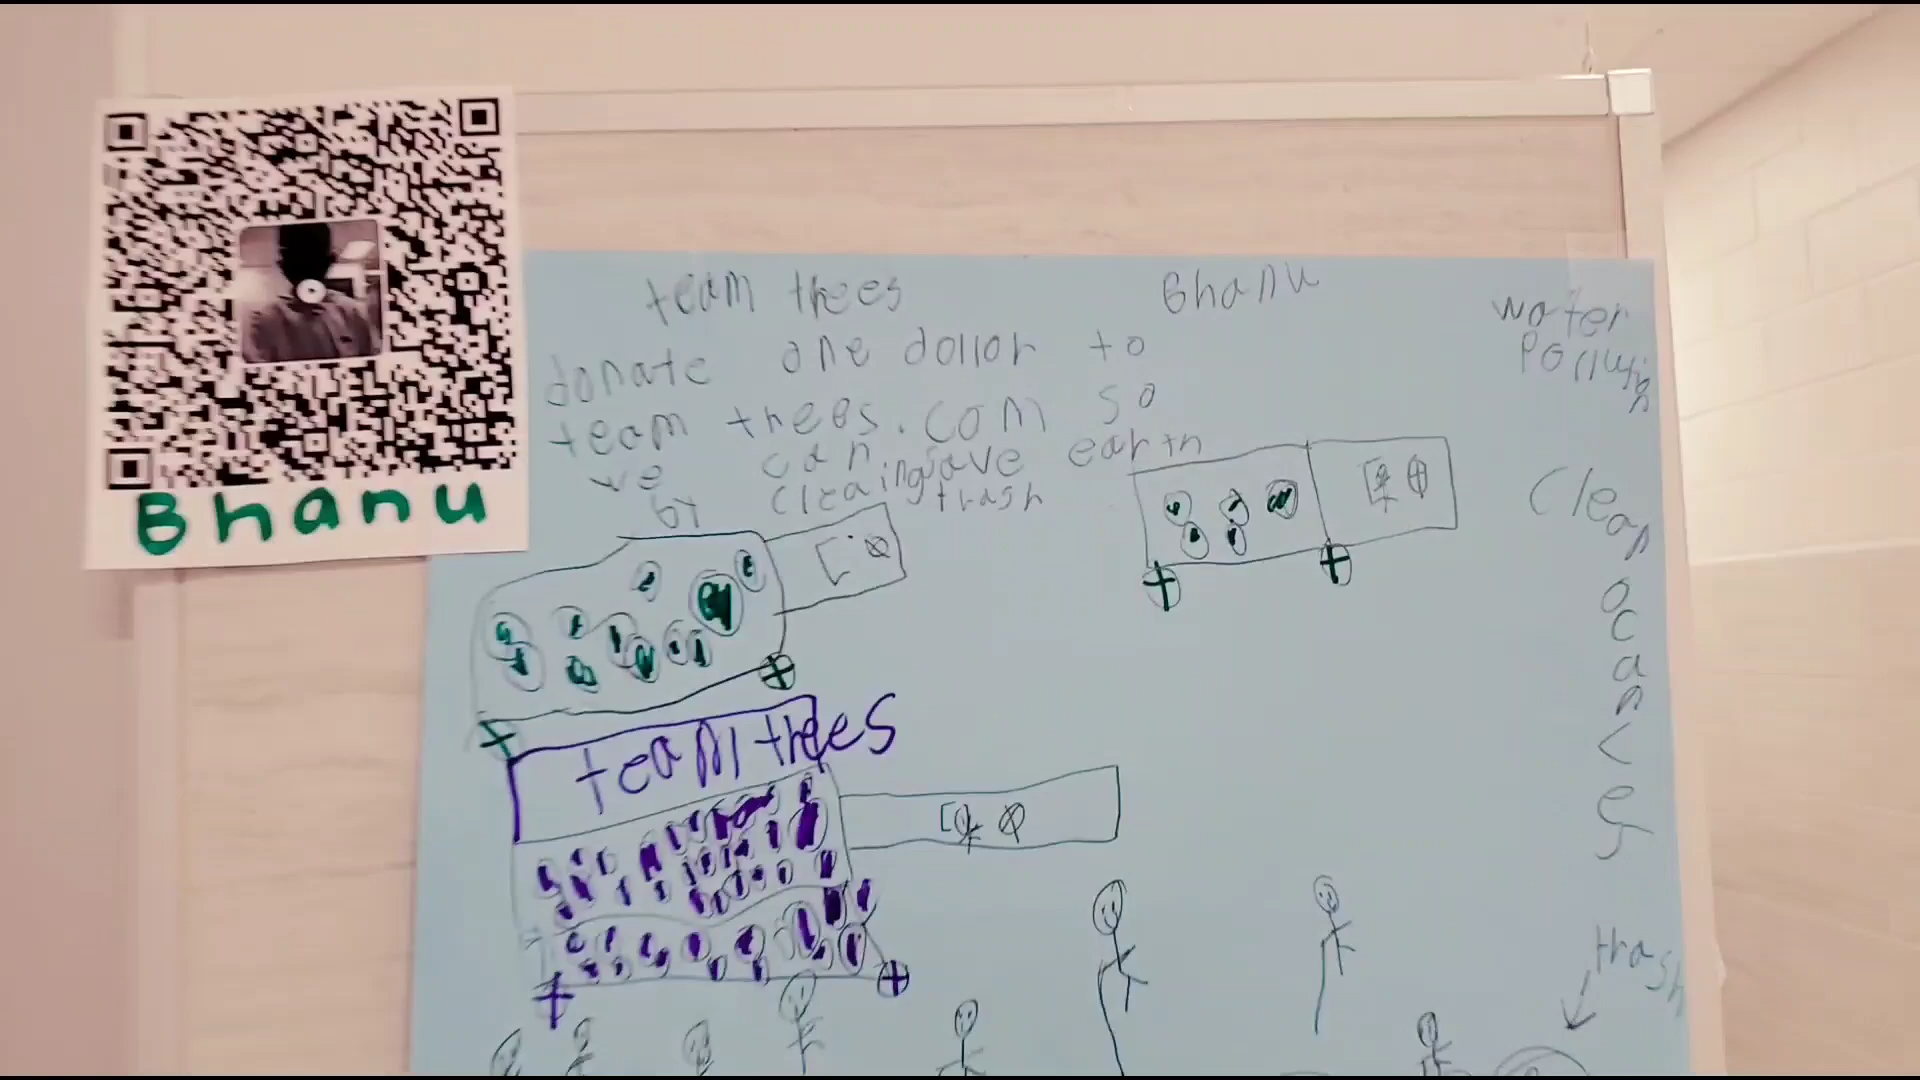 Bhanu
team trees
Bhanu
donate one dollor to
team trees.com so
we can save earth
by cleaing trash
water
clean
team trees
trash